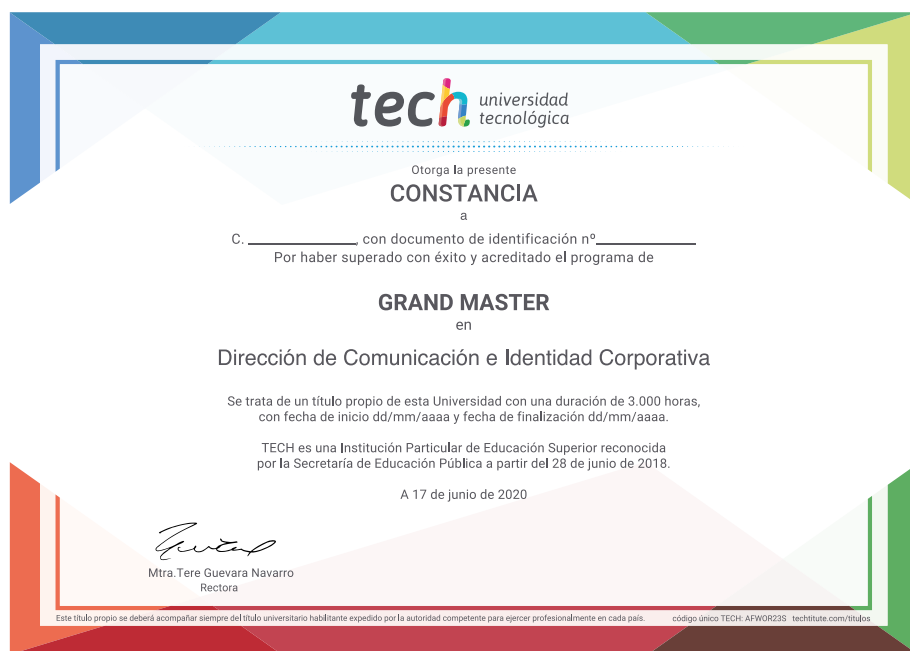 tech universidad
tecnológica
Otorga la presente
CONSTANCIA
a
C. ____________, con documento de identificación nº____________
Por haber superado con éxito y acreditado el programa de
GRAND MASTER
en
Dirección de Comunicación e Identidad Corporativa
Se trata de un título propio de esta Universidad con una duración de 3.000 horas,
con fecha de inicio dd/mm/aaaa y fecha de finalización dd/mm/aaaa.
TECH es una Institución Particular de Educación Superior reconocida
por la Secretaría de Educación Pública a partir del 28 de junio de 2018.
A 17 de junio de 2020
Mtra.Tere Guevara Navarro
Rectora
Este título propio se deberá acompañar siempre del título universitario habilitante expedido por la autoridad competente para ejercer profesionalmente en cada país. código único TECH: AFWOR23S techtitute.com/titulos